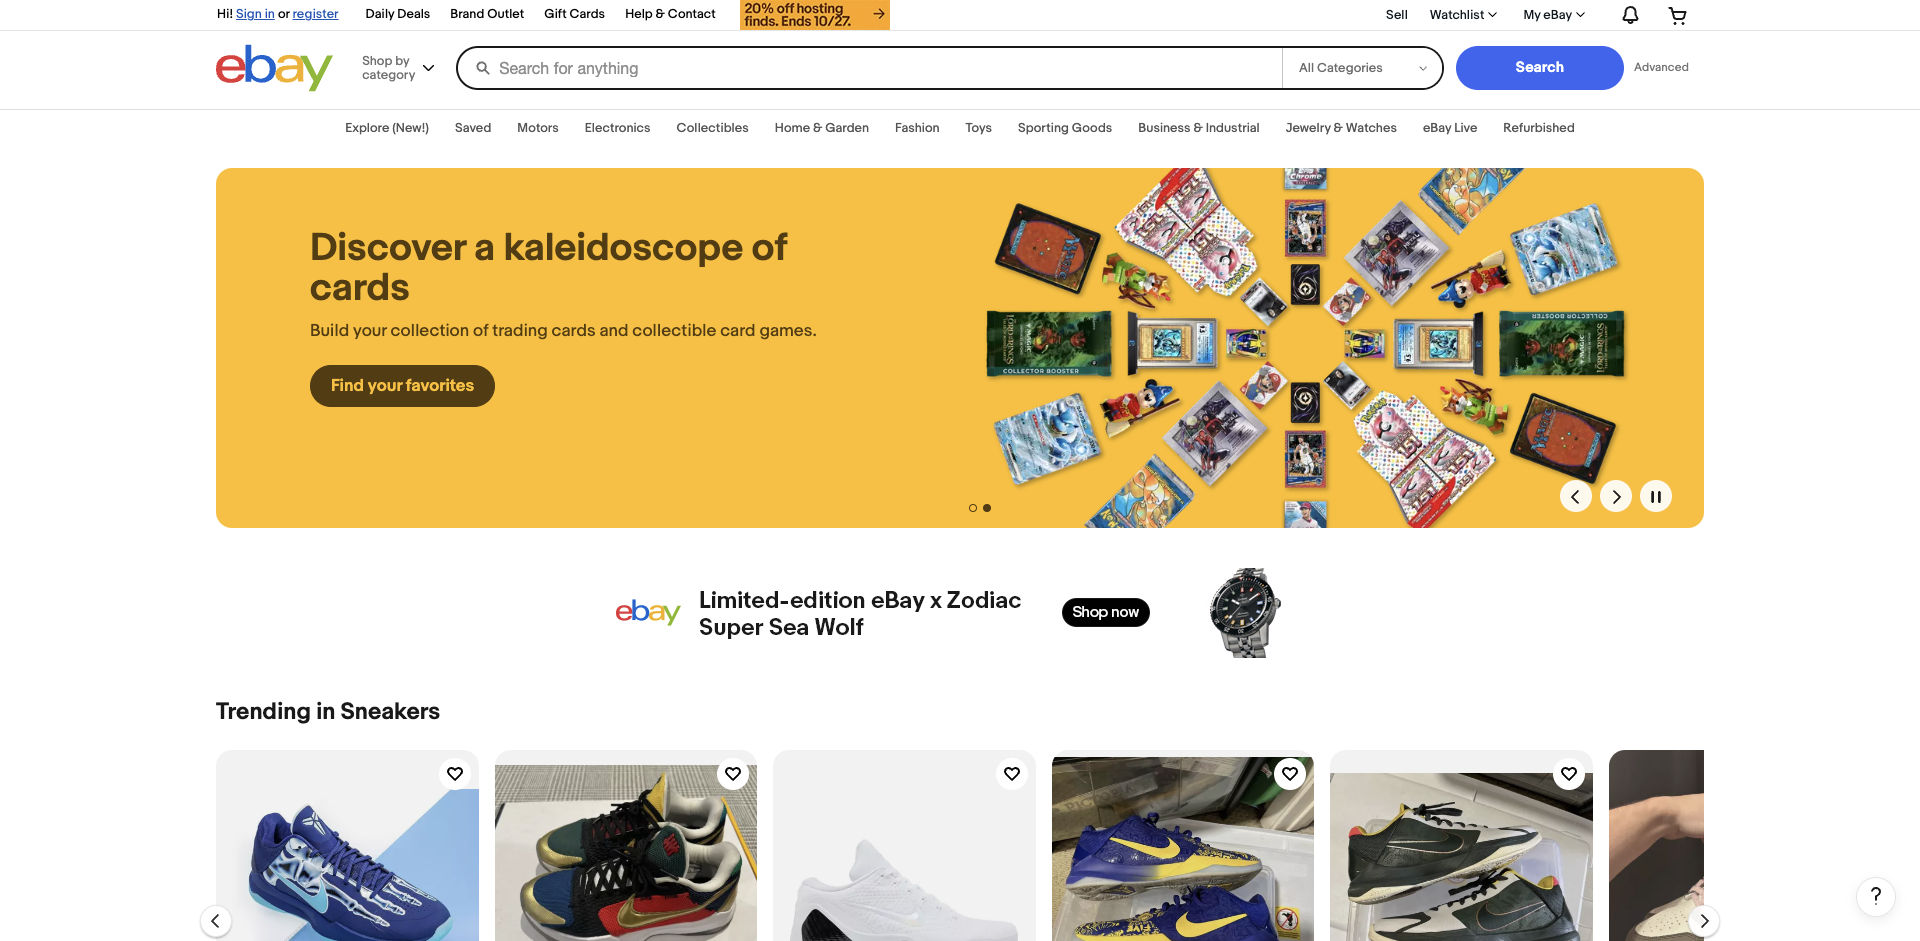 Hi! Sign in or register
Daily Deals
Brand Outlet
Gift Cards
Help & Contact
20% off hosting
finds. Ends 10/27.
Sell
Watchlist
My eBay
ebay
Shop by
category
Search for anything
All Categories
Search
Advanced
Explore (New!)
Saved
Motors
Electronics
Collectibles
Home & Garden
Fashion
Toys
Sporting Goods
Business & Industrial
Jewelry & Watches
eBay Live
Refurbished
Discover a kaleidoscope of
cards
Build your collection of trading cards and collectible card games.
Find your favorites
COLLECTOR BOOSTER
COLLECTOR BOOSTER
ebay
Limited-edition eBay x Zodiac
Super Sea Wolf
Shop now
Trending in Sneakers
?